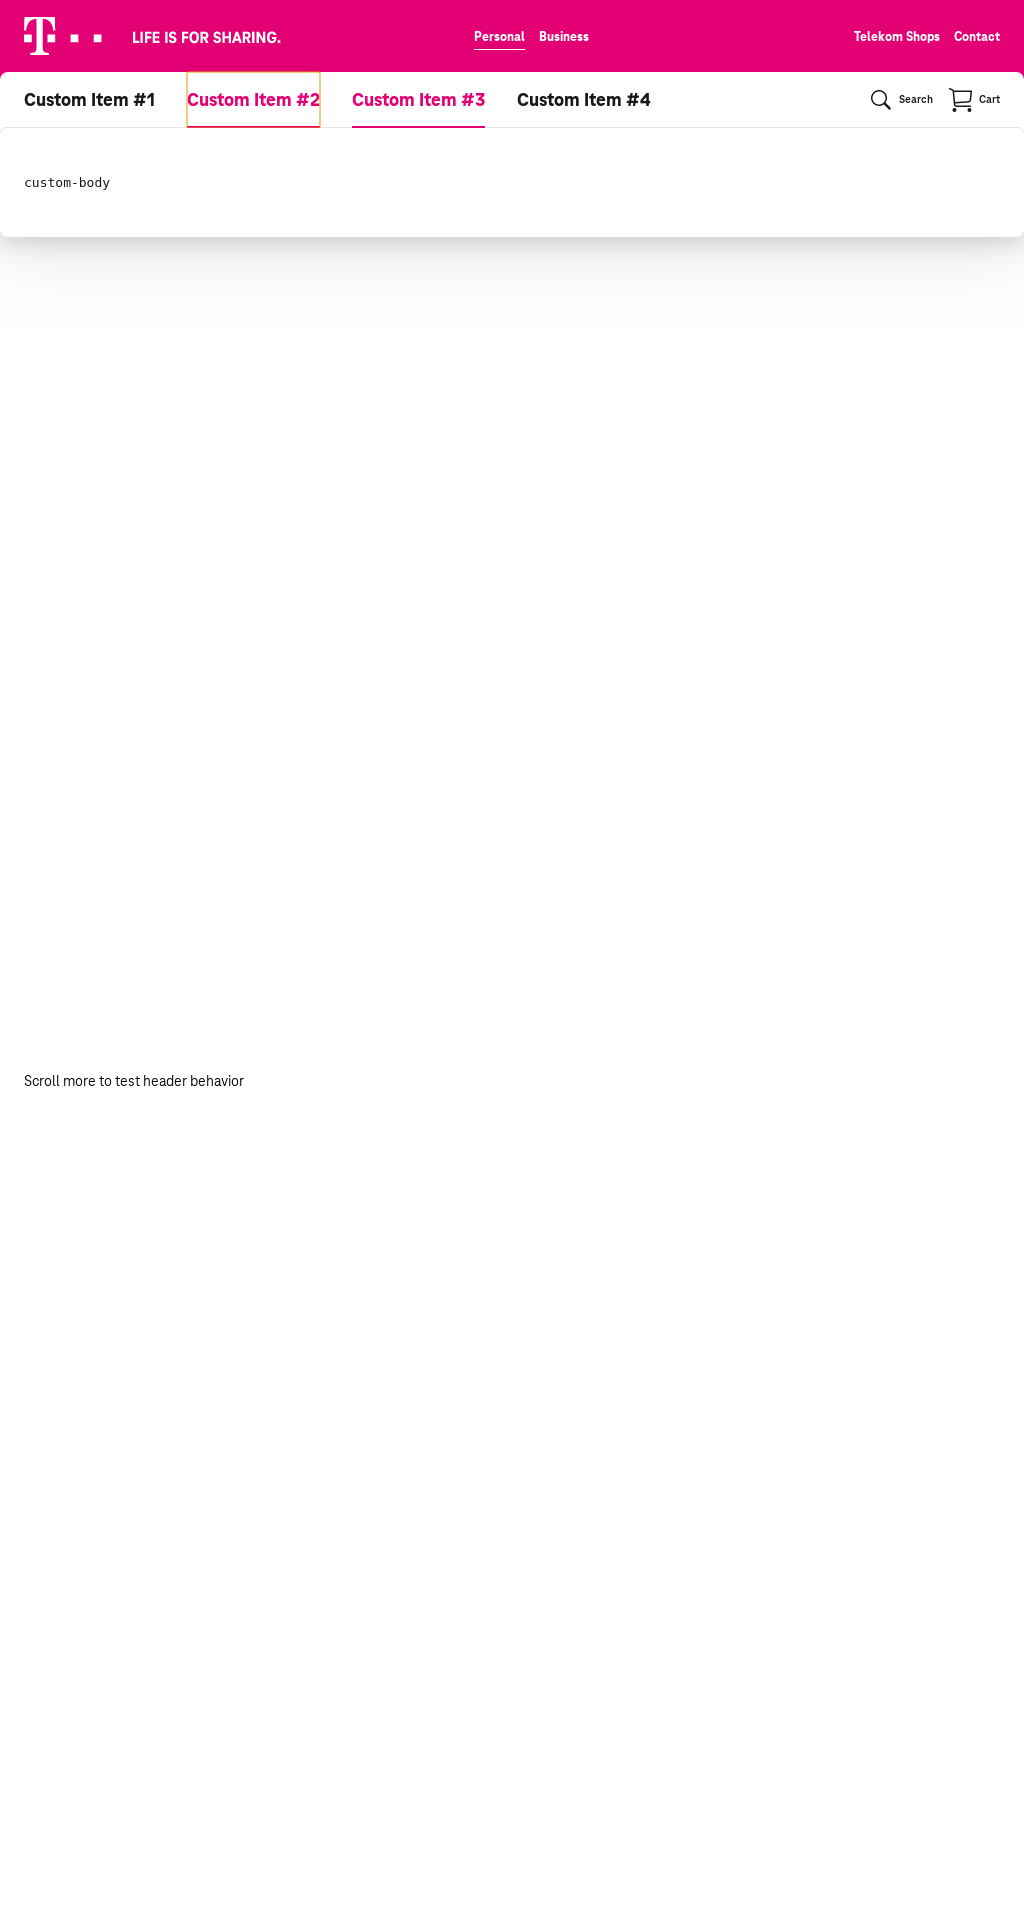 T LIFE IS FOR SHARING. Personal Business Telekom Shops Contact
Custom Item #1 Custom Item #2 Custom Item #3 Custom Item #4 Search Cart
custom-body
Scroll more to test header behavior